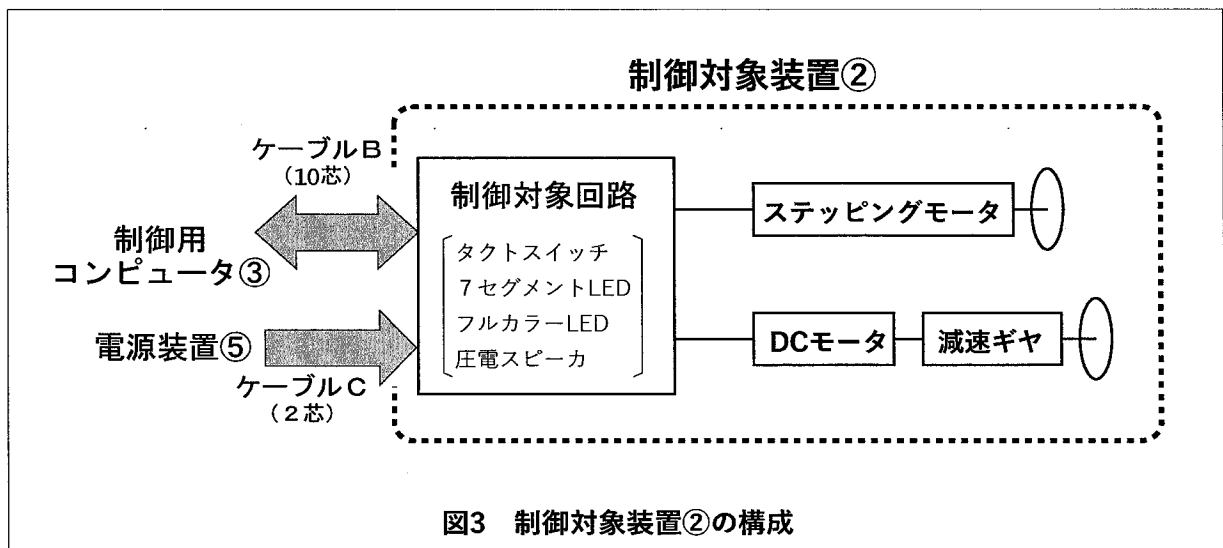 制御対象装置②
ケーブルB
(10芯)
制御用
コンピュータ③
電源装置⑤
ケーブルC
(2芯)
制御対象回路
タクトスイッチ
7セグメントLED
フルカラーLED
圧電スピーカ
ステッピングモータ
DCモータ
減速ギヤ
図3 制御対象装置②の構成